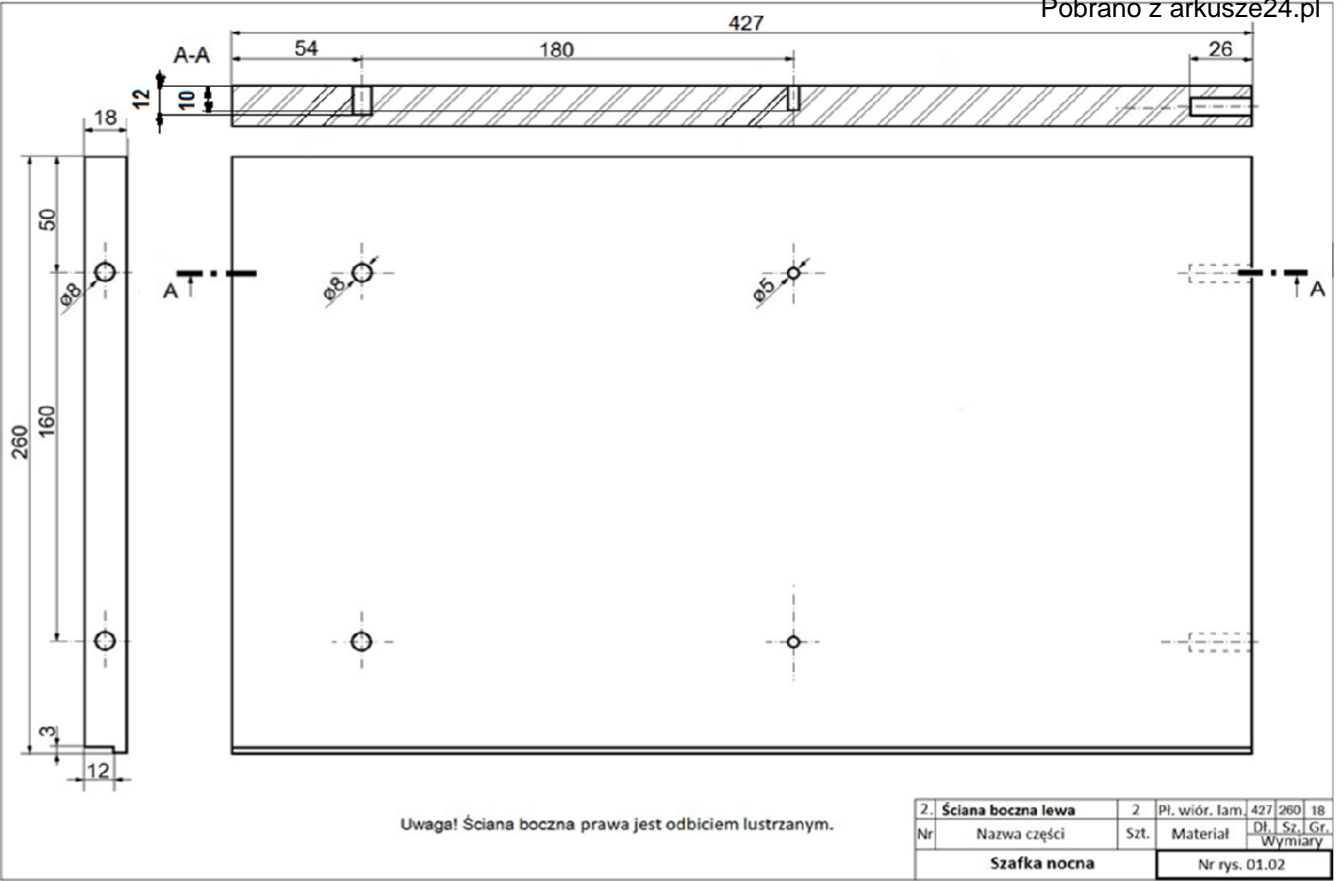 Pobrano z arkusze24.pl
427
A-A
54
180
26
12
10
18
50
ø8
A
ø8
ø5
A
260
160
3
12
Uwaga! Ściana boczna prawa jest odbiciem lustrzanym.
2. Ściana boczna lewa 2 Pł. wiór. lam. 427 260 18
Nr Nazwa części Szt. Materiał Dł. Sz. Gr.
Wymiary
Szafka nocna Nr rys. 01.02